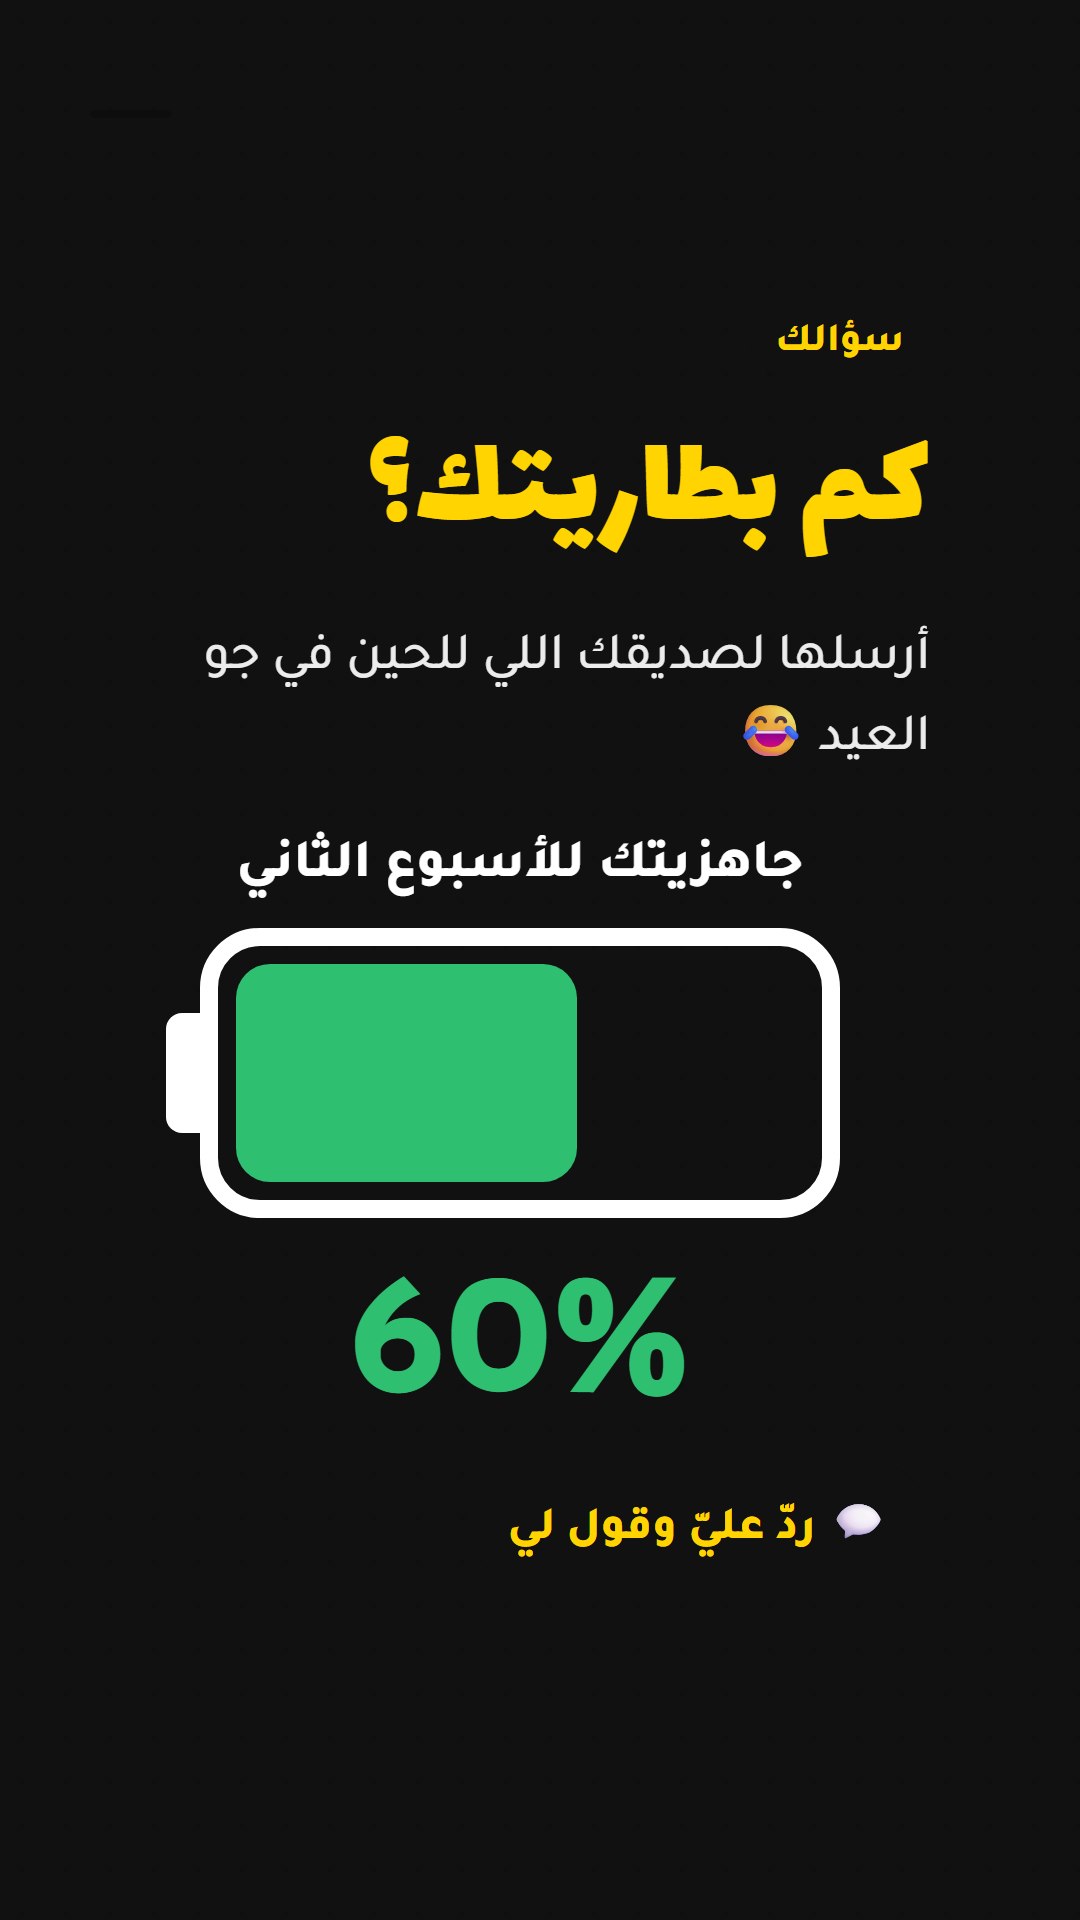 سؤالك
كم بطاريتك؟
أرسلها لصديقك اللي للحين في جو
العيد 😂
جاهزيتك للأسبوع الثاني
60%
💬 ردّ عليّ وقول لي